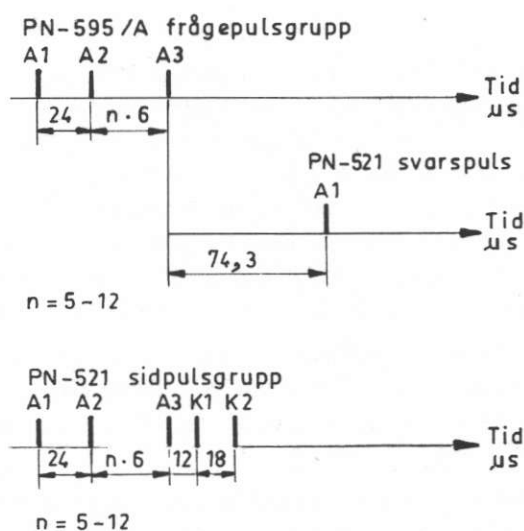 PN-595/A frågepulsgrupp
A1 A2 A3
Tid
24 n·6 μs
PN-521 svarspuls
A1
Tid
μs
74,3
n = 5-12
PN-521 sidpulsgrupp
A1 A2 A3 K1 K2
Tid
24 n·6 12 18 μs
n = 5-12